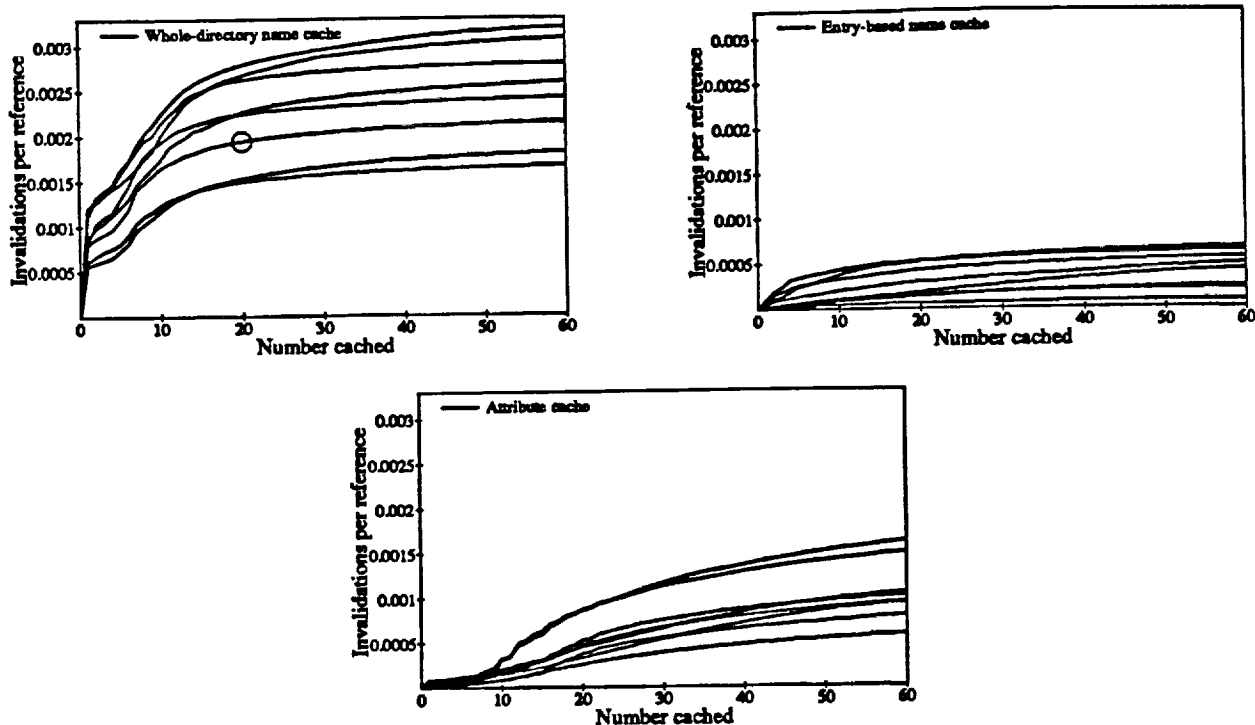 Whole-directory name cache
Invalidations per reference
0.003
0.0025
0.002
0.0015
0.001
0.0005
0 10 20 30 40 50 60
Number cached
Entry-based name cache
Invalidations per reference
0.003
0.0025
0.002
0.0015
0.001
0.0005
0 10 20 30 40 50 60
Number cached
Attribute cache
Invalidations per reference
0.003
0.0025
0.002
0.0015
0.001
0.0005
0 10 20 30 40 50 60
Number cached